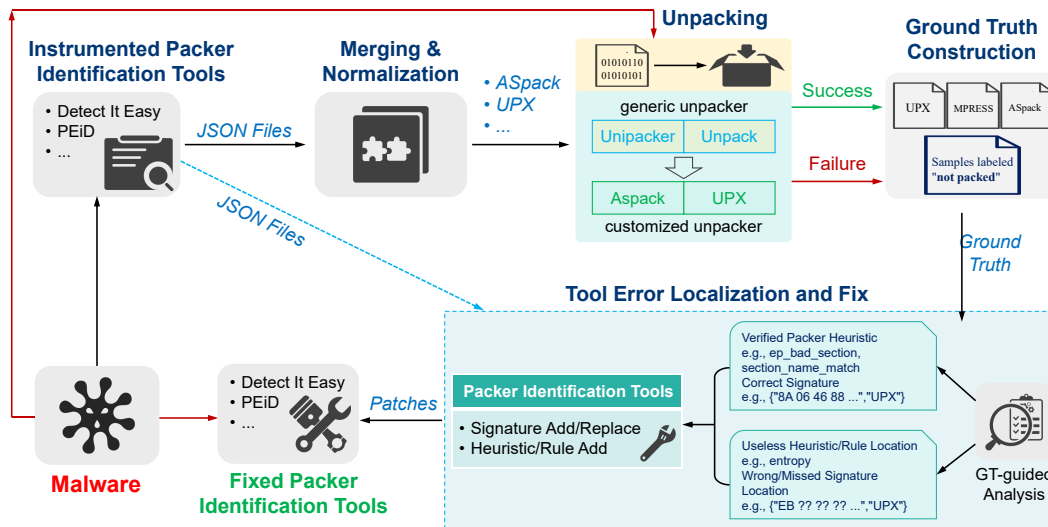 Instrumented Packer
Identification Tools
• Detect It Easy
• PEiD
• ...
JSON Files
Merging &
Normalization
• ASpack
• UPX
• ...
Unpacking
01010110
01010101
generic unpacker
Unipacker
Unpack
Aspack
UPX
customized unpacker
Success
Failure
Ground Truth
Construction
UPX
MPRESS
ASpack
Samples labeled
"not packed"
JSON Files
Ground
Truth
Tool Error Localization and Fix
Verified Packer Heuristic
e.g., ep_bad_section,
section_name_match
Correct Signature
e.g., {"8A 06 46 88 ...","UPX"}
Useless Heuristic/Rule Location
e.g., entropy
Wrong/Missed Signature
Location
e.g., {"EB ?? ?? ?? ...","UPX"}
GT-guided
Analysis
Packer Identification Tools
• Signature Add/Replace
• Heuristic/Rule Add
Patches
• Detect It Easy
• PEiD
• ...
Fixed Packer
Identification Tools
Malware